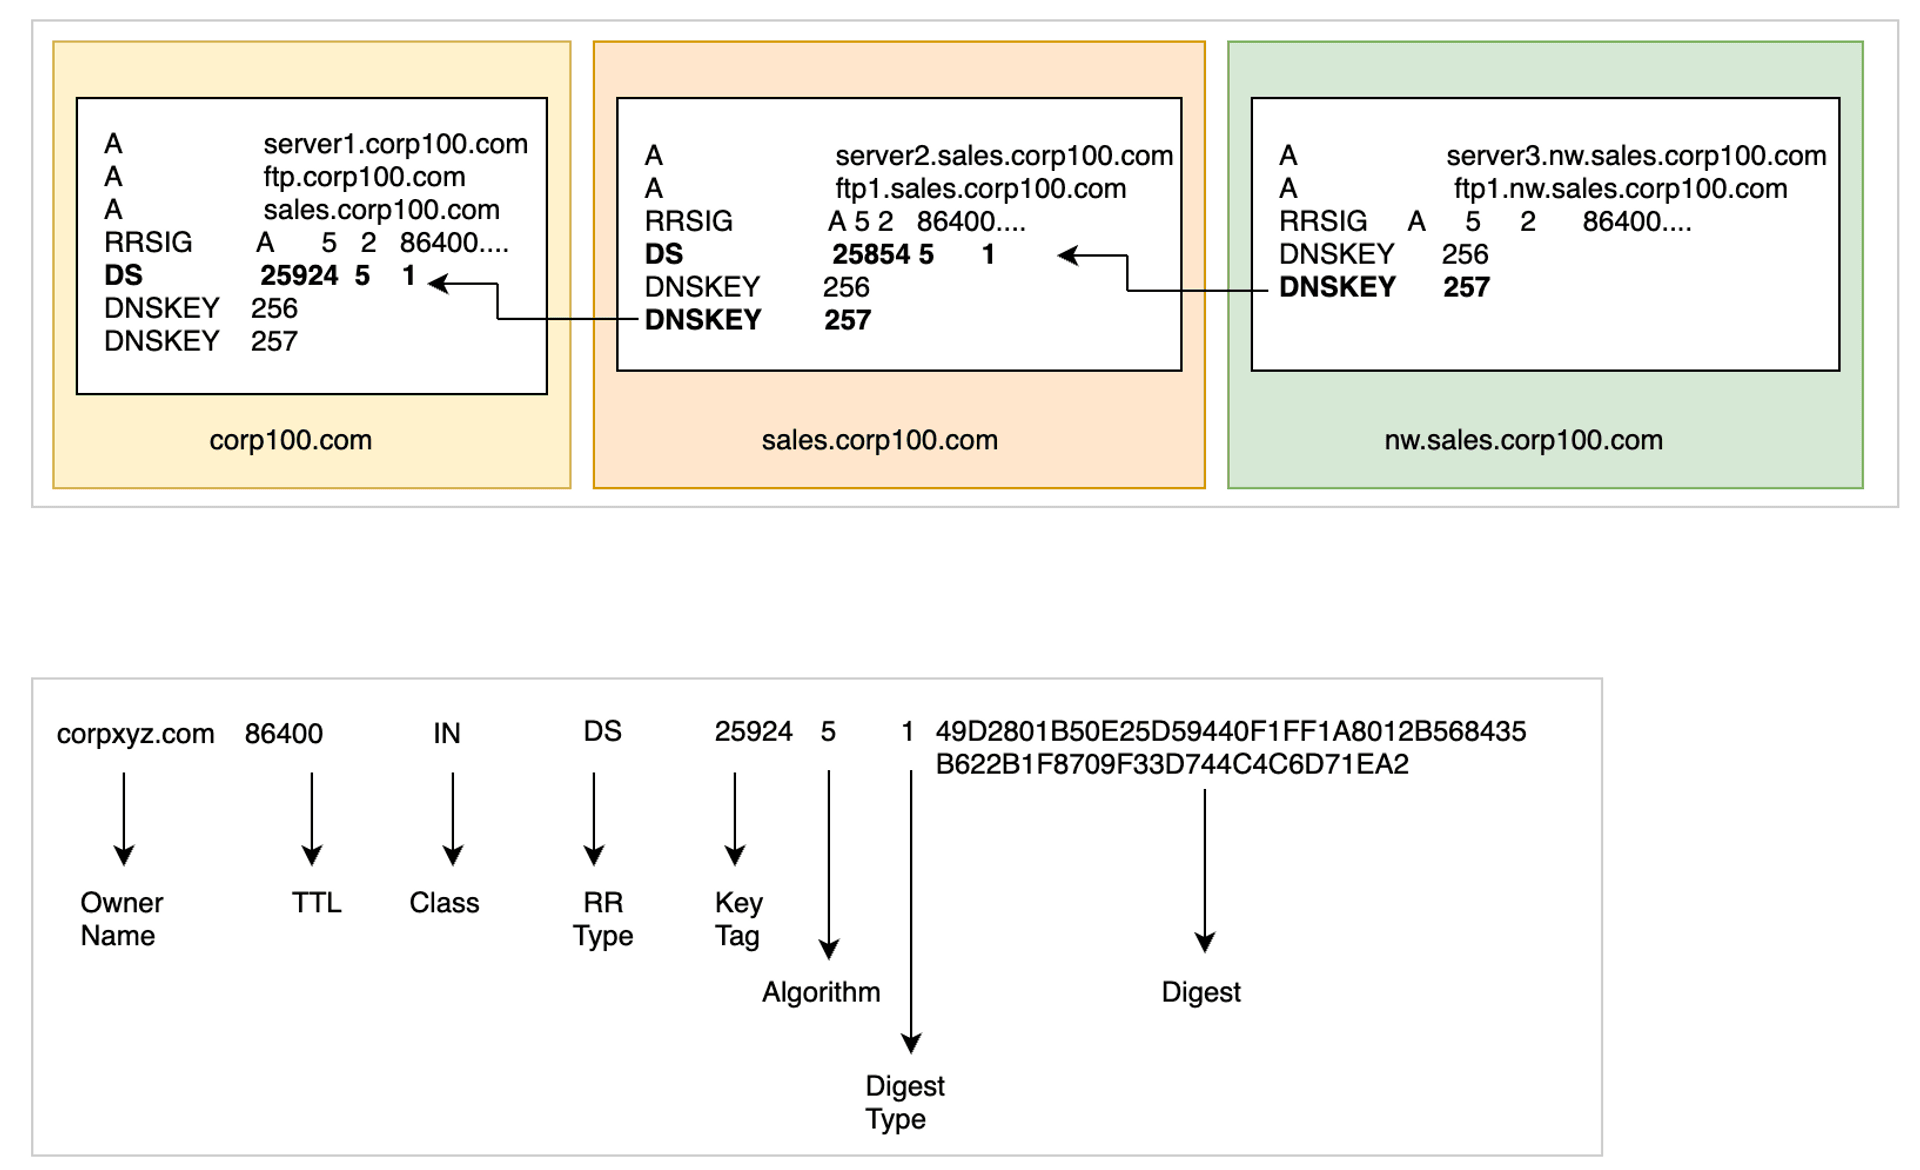 A server1.corp100.com
A ftp.corp100.com
A sales.corp100.com
RRSIG A 5 2 86400....
DS 25924 5 1
DNSKEY 256
DNSKEY 257
corp100.com
A server2.sales.corp100.com
A ftp1.sales.corp100.com
RRSIG A 5 2 86400....
DS 25854 5 1
DNSKEY 256
DNSKEY 257
sales.corp100.com
A server3.nw.sales.corp100.com
A ftp1.nw.sales.corp100.com
RRSIG A 5 2 86400....
DNSKEY 256
DNSKEY 257
nw.sales.corp100.com
corpxyz.com 86400 IN DS 25924 5 1 49D2801B50E25D59440F1FF1A8012B568435
B622B1F8709F33D744C4C6D71EA2
Owner
Name
TTL
Class
RR
Type
Key
Tag
Algorithm
Digest
Type
Digest